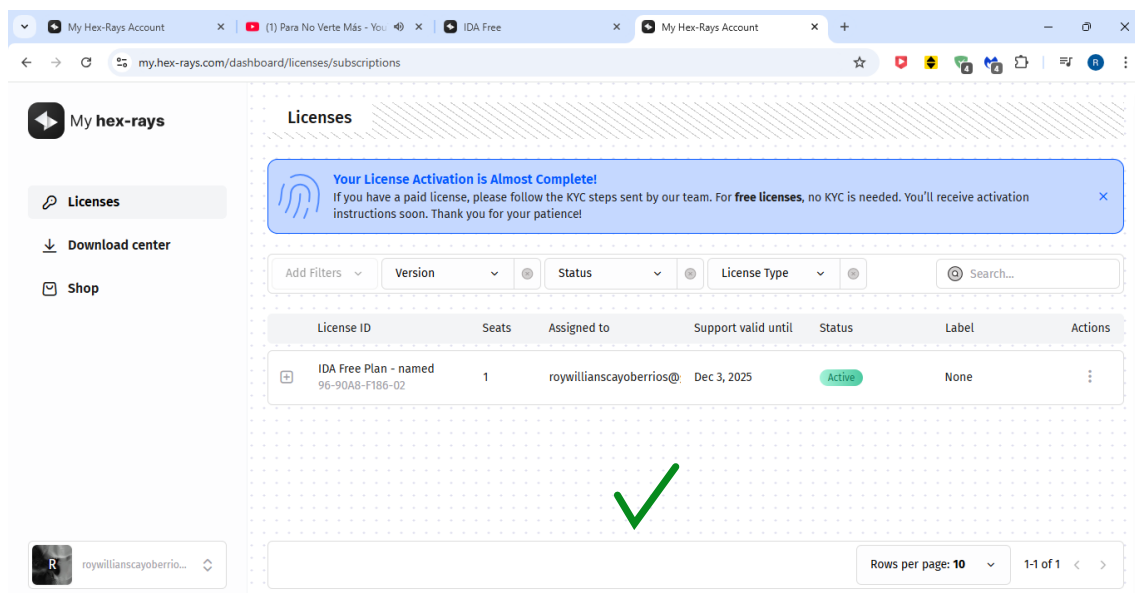 My Hex-Rays Account
(1) Para No Verte Más - You
IDA Free
My Hex-Rays Account
my.hex-rays.com/dashboard/licenses/subscriptions
4
4
R
My hex-rays
Licenses
Download center
Shop
R
roywillianscayoberrio...
Licenses
Your License Activation is Almost Complete!
If you have a paid license, please follow the KYC steps sent by our team. For free licenses, no KYC is needed. You'll receive activation
instructions soon. Thank you for your patience!
Add Filters
Version
Status
License Type
Search...
License ID
Seats
Assigned to
Support valid until
Status
Label
Actions
IDA Free Plan - named
96-90A8-F186-02
1
roywillianscayoberrios@
Dec 3, 2025
Active
None
Rows per page: 10
1-1 of 1